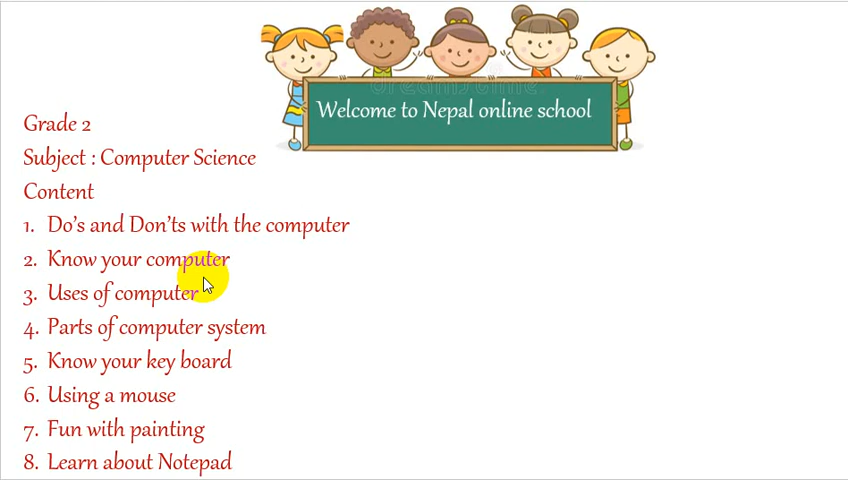 Welcome to Nepal online school
Grade 2
Subject : Computer Science
Content
1. Do's and Don'ts with the computer
2. Know your computer
3. Uses of computer
4. Parts of computer system
5. Know your key board
6. Using a mouse
7. Fun with painting
8. Learn about Notepad